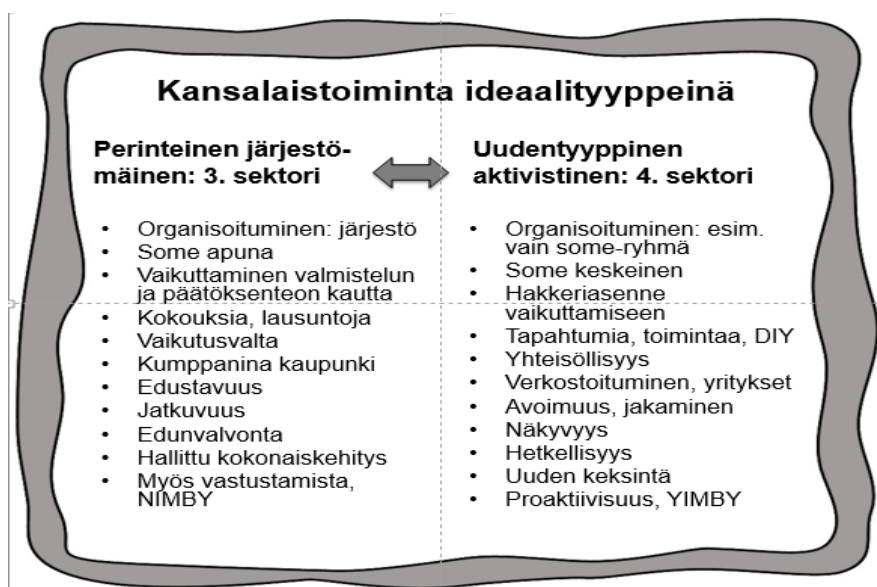 Kansalaistoiminta ideaalityyppeinä
Perinteinen järjestö-
mäinen: 3. sektori
• Organisoituminen: järjestö
• Some apuna
• Vaikuttaminen valmistelun
ja päätöksenteon kautta
• Kokouksia, lausuntoja
• Vaikutusvalta
• Kumppanina kaupunki
• Edustavuus
• Jatkuvuus
• Edunvalvonta
• Hallittu kokonaiskehitys
• Myös vastustamista,
NIMBY
Uudentyyppinen
aktivistinen: 4. sektori
• Organisoituminen: esim.
vain some-ryhmä
• Some keskeinen
• Hakkeriasenne
vaikuttamiseen
• Tapahtumia, toimintaa, DIY
• Yhteisöllisyys
• Verkostoituminen, yritykset
• Avoimuus, jakaminen
• Näkyvyys
• Hetkellisyys
• Uuden keksintä
• Proaktiivisuus, YIMBY